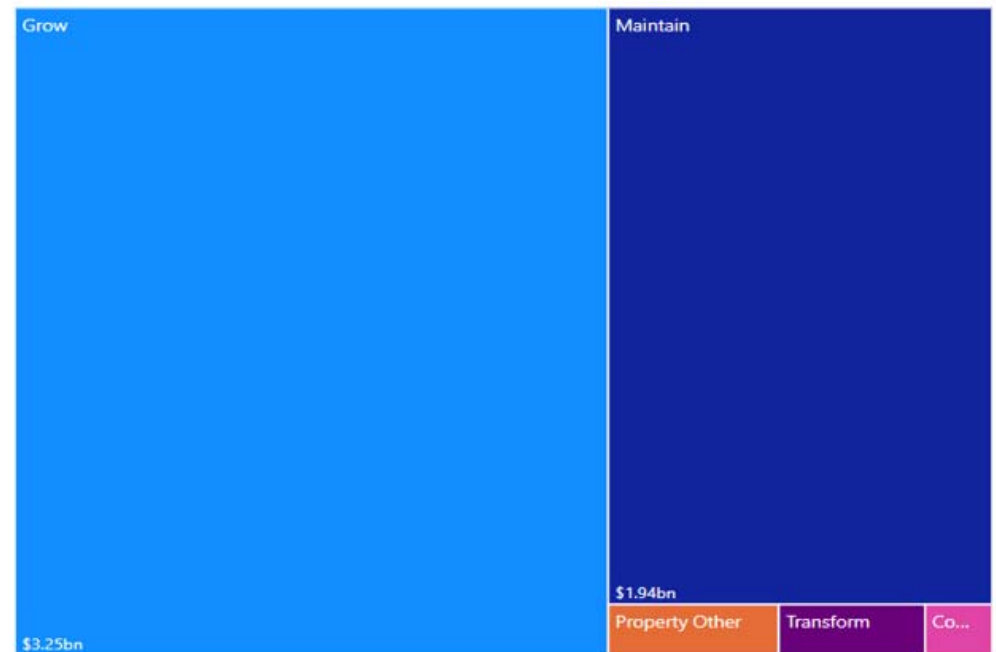 Grow
$3.25bn
Maintain
$1.94bn
Property Other
Transform
Co...